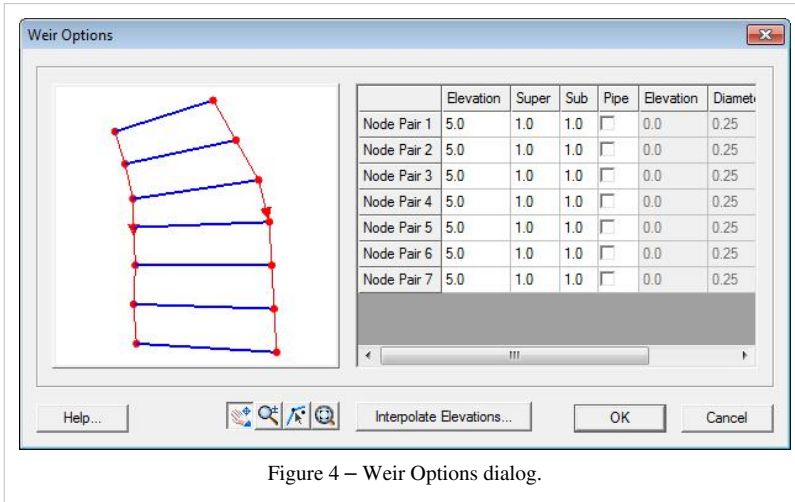 Weir Options
Elevation Super Sub Pipe Elevation Diamet
Node Pair 1 5.0 1.0 1.0 0.0 0.25
Node Pair 2 5.0 1.0 1.0 0.0 0.25
Node Pair 3 5.0 1.0 1.0 0.0 0.25
Node Pair 4 5.0 1.0 1.0 0.0 0.25
Node Pair 5 5.0 1.0 1.0 0.0 0.25
Node Pair 6 5.0 1.0 1.0 0.0 0.25
Node Pair 7 5.0 1.0 1.0 0.0 0.25
Help... Interpolate Elevations... OK Cancel
Figure 4 – Weir Options dialog.